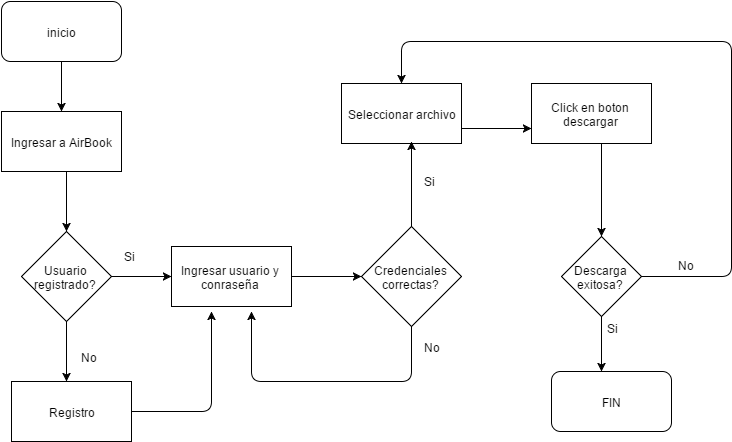 inicio
Ingresar a AirBook
Usuario
registrado?
Si
No
Registro
Ingresar usuario y
conraseña
Credenciales
correctas?
No
Si
Seleccionar archivo
Click en boton
descargar
Descarga
exitosa?
No
Si
FIN